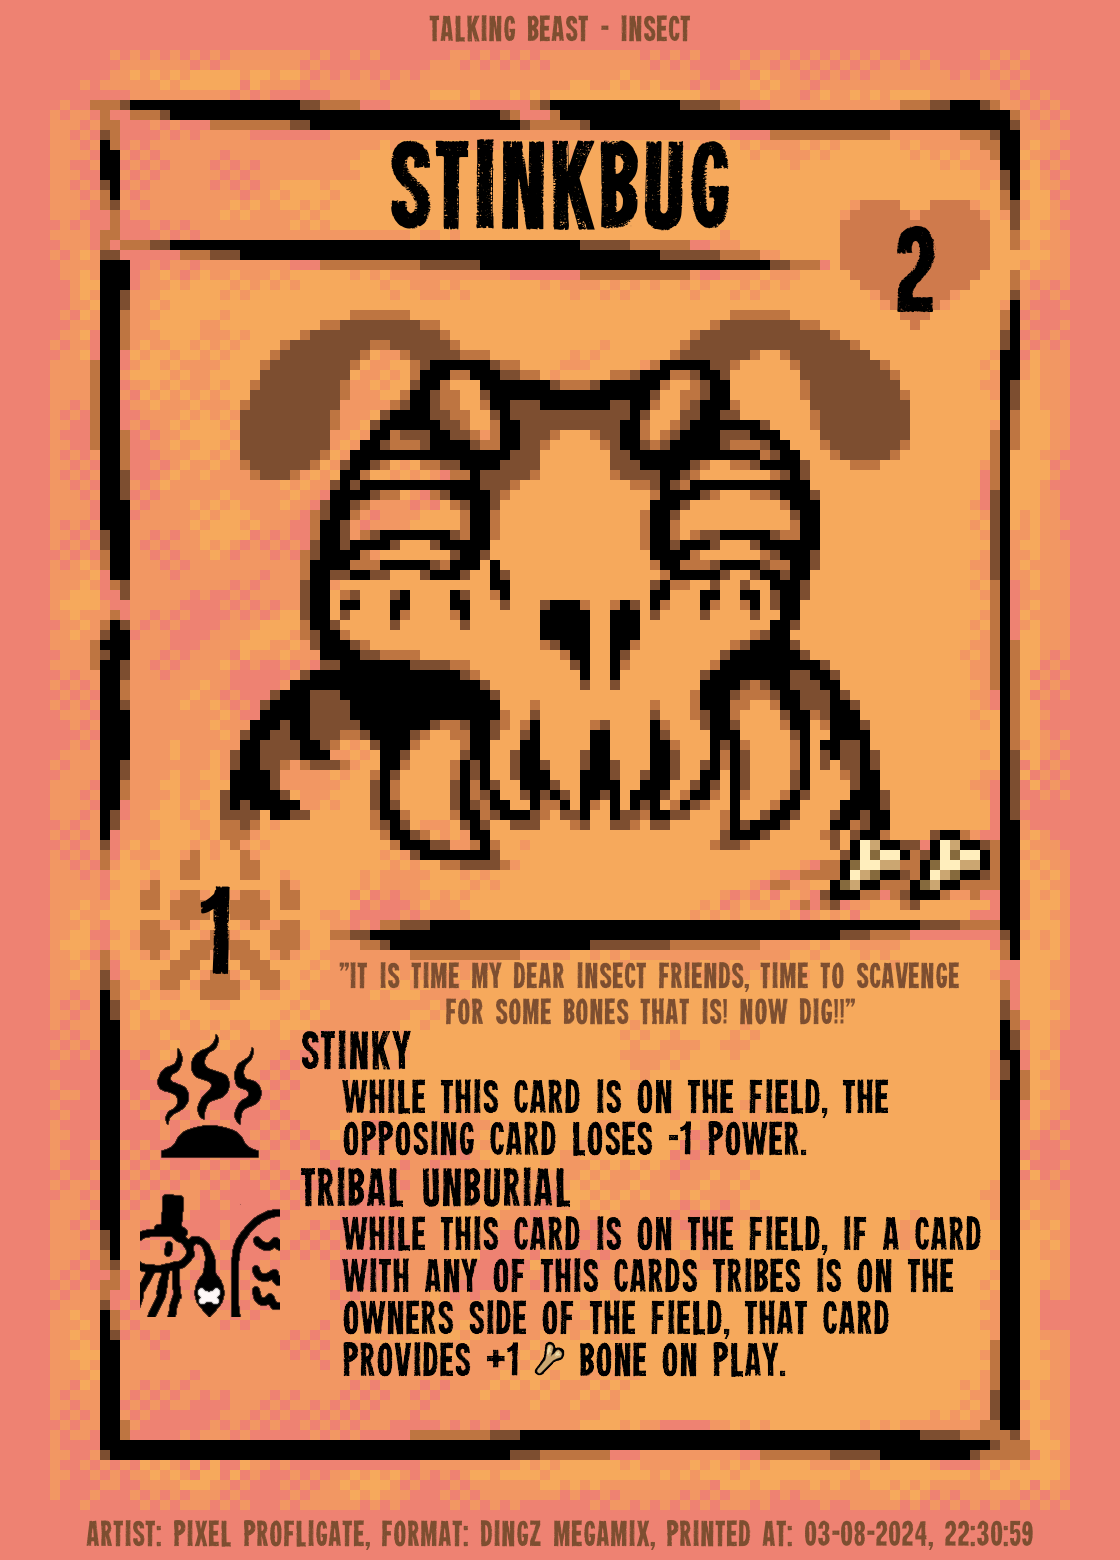 TALKING BEAST - INSECT
STINKBUG
2
1
"IT IS TIME MY DEAR INSECT FRIENDS, TIME TO SCAVENGE
FOR SOME BONES THAT IS! NOW DIG!!"
STINKY
WHILE THIS CARD IS ON THE FIELD, THE
OPPOSING CARD LOSES -1 POWER.
TRIBAL UNBURIAL
WHILE THIS CARD IS ON THE FIELD, IF A CARD
WITH ANY OF THIS CARDS TRIBES IS ON THE
OWNERS SIDE OF THE FIELD, THAT CARD
PROVIDES +1 BONE ON PLAY.
ARTIST: PIXEL PROFLIGATE, FORMAT: DINGZ MEGAMIX, PRINTED AT: 03-08-2024, 22:30:59